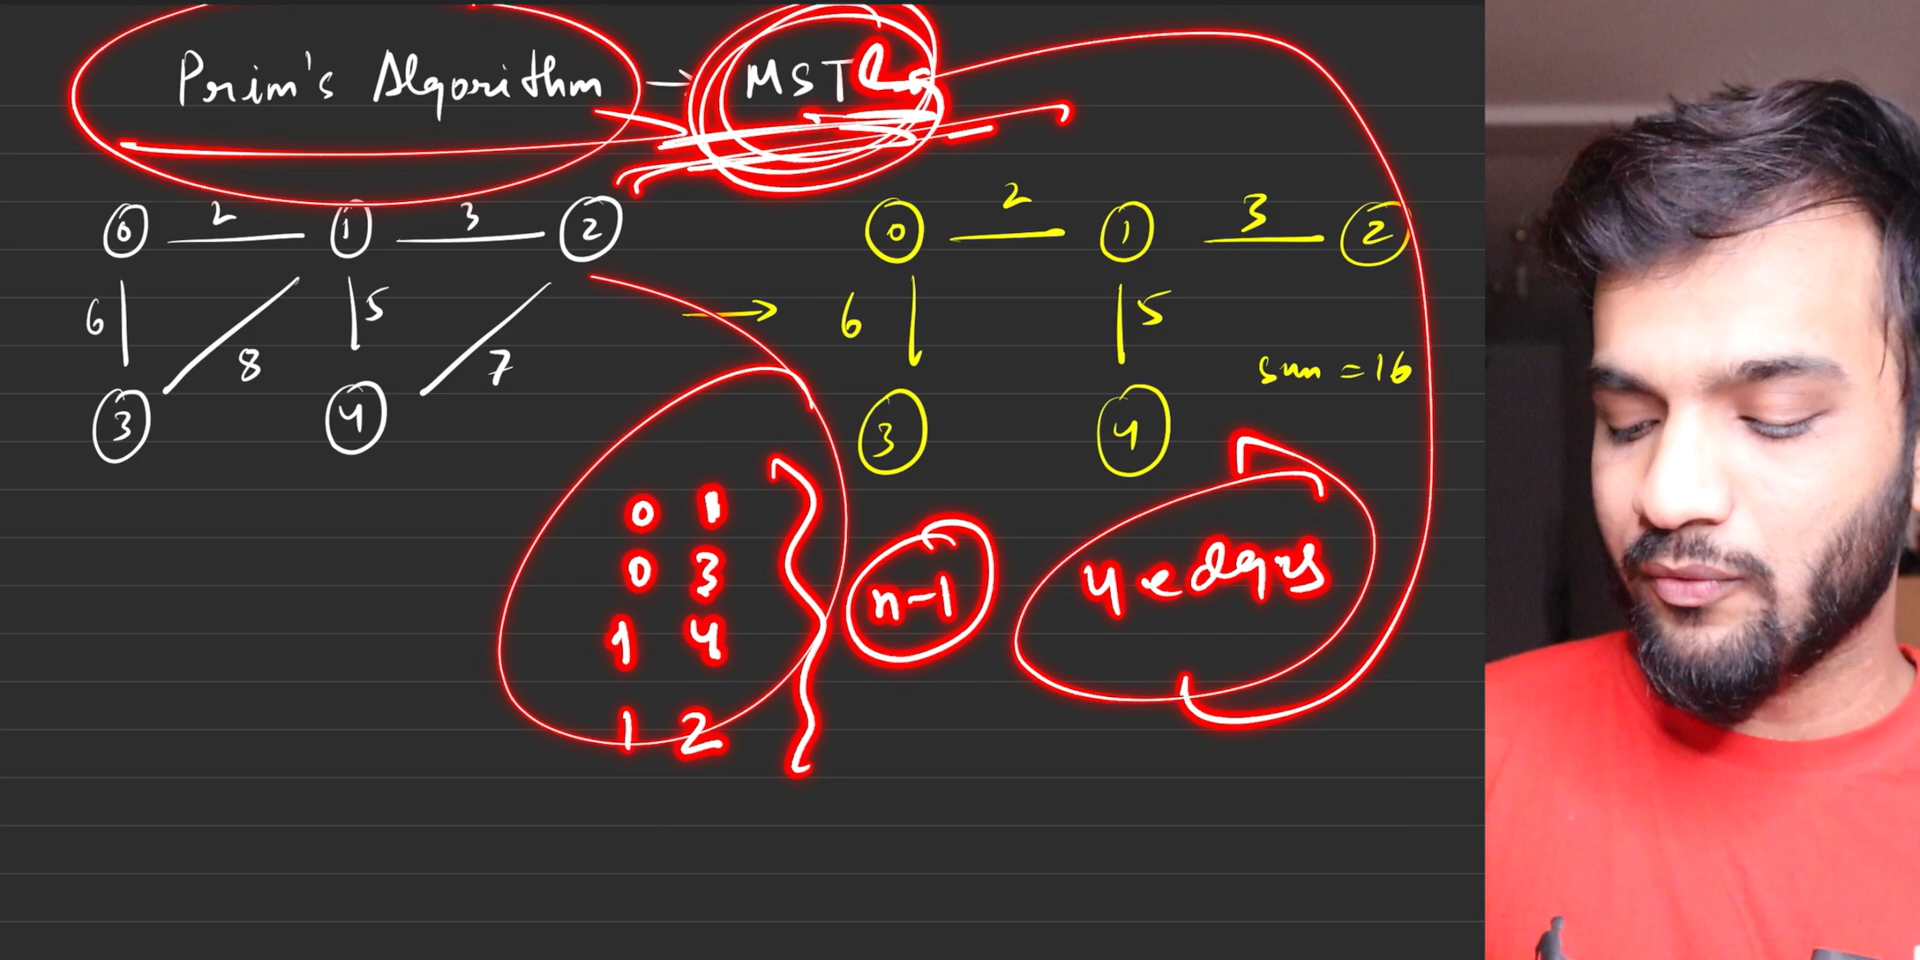 Prim's Algorithm → MST
0 2 1 3 2
6 8 5 7
3 4
→
0 2 1 3 2
6 5
3 4
sum = 16
0 1
0 3
1 4
1 2
n-1
4 edges